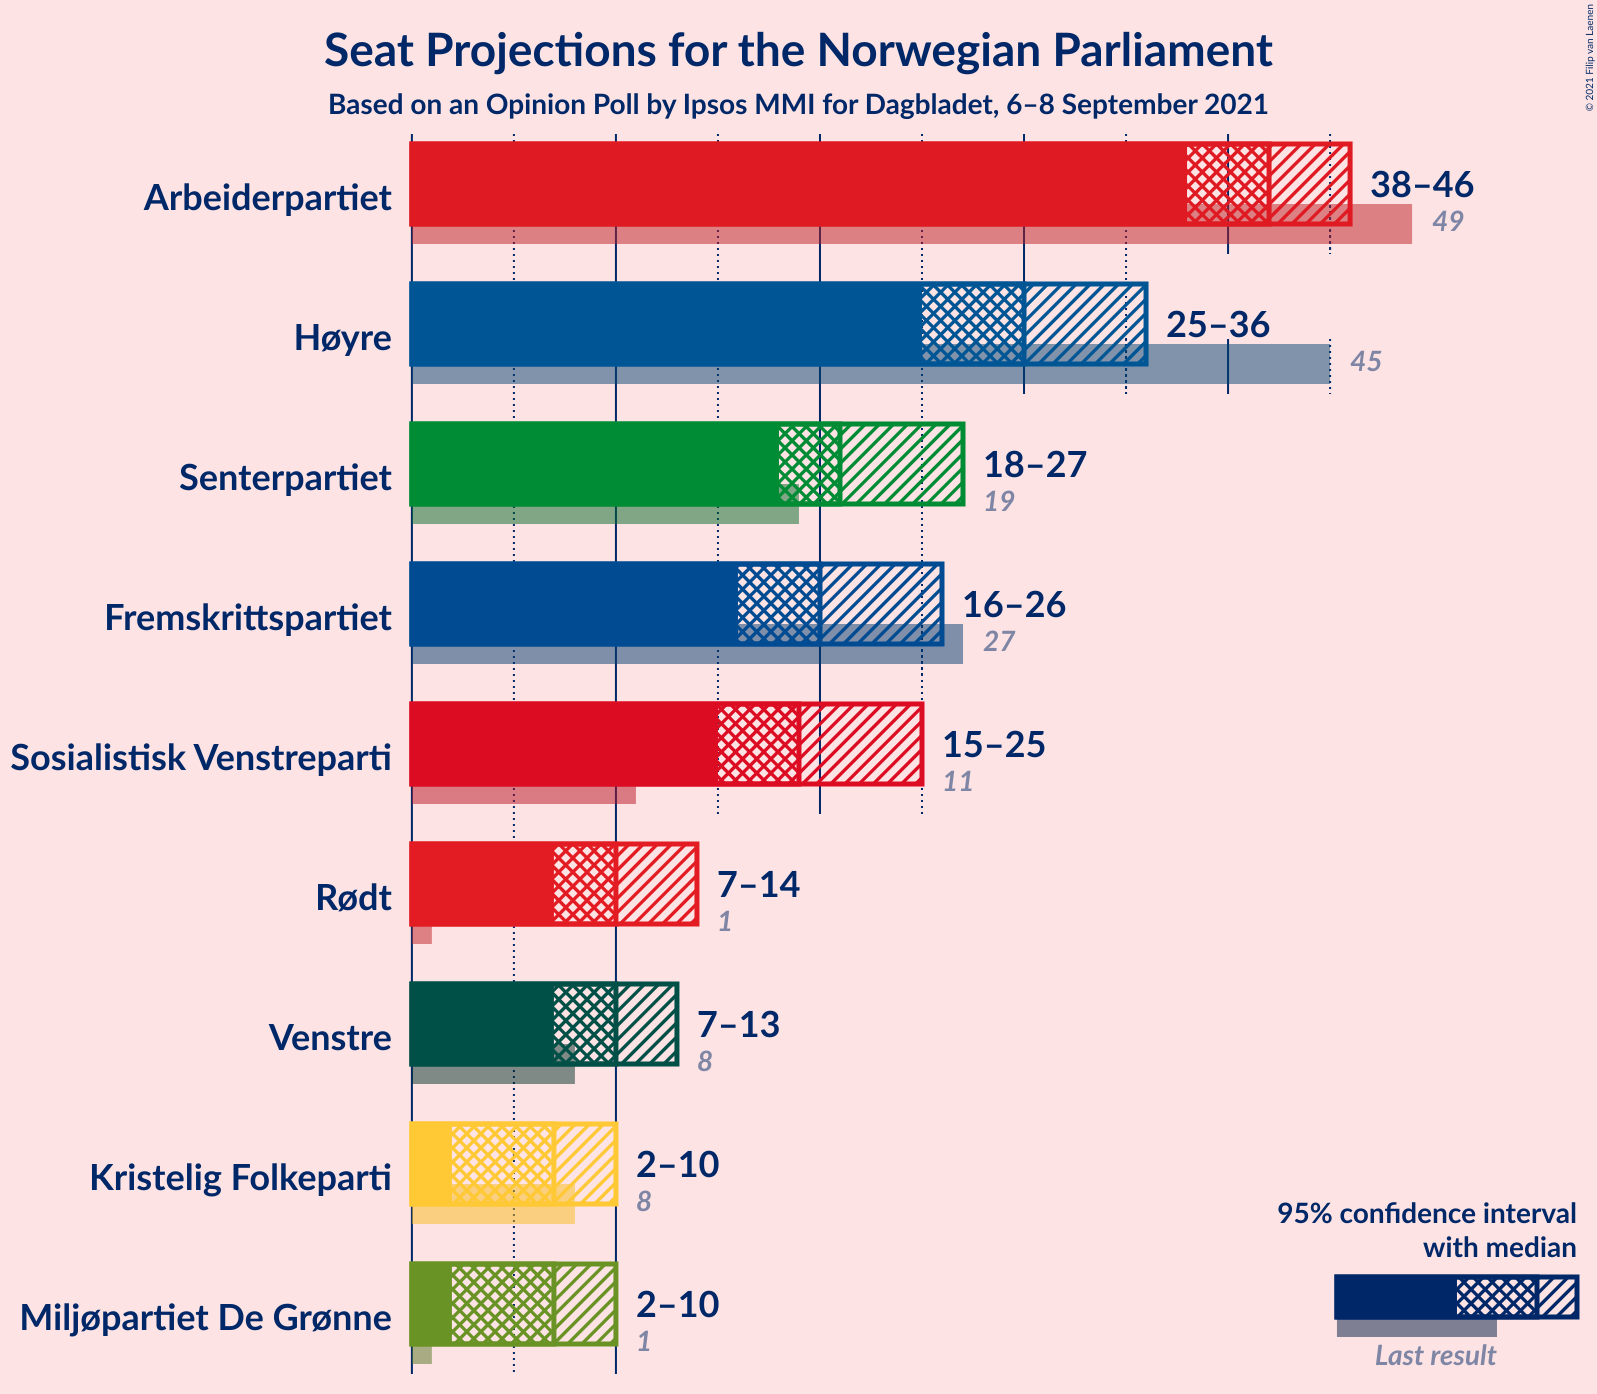 Seat Projections for the Norwegian Parliament
Based on an Opinion Poll by Ipsos MMI for Dagbladet, 6–8 September 2021
© 2021 Filip van Laenen
Arbeiderpartiet
38–46
49
Høyre
25–36
45
Senterpartiet
18–27
19
Fremskrittspartiet
16–26
27
Sosialistisk Venstreparti
15–25
11
Rødt
7–14
1
Venstre
7–13
8
Kristelig Folkeparti
2–10
8
Miljøpartiet De Grønne
2–10
1
95% confidence interval
with median
Last result